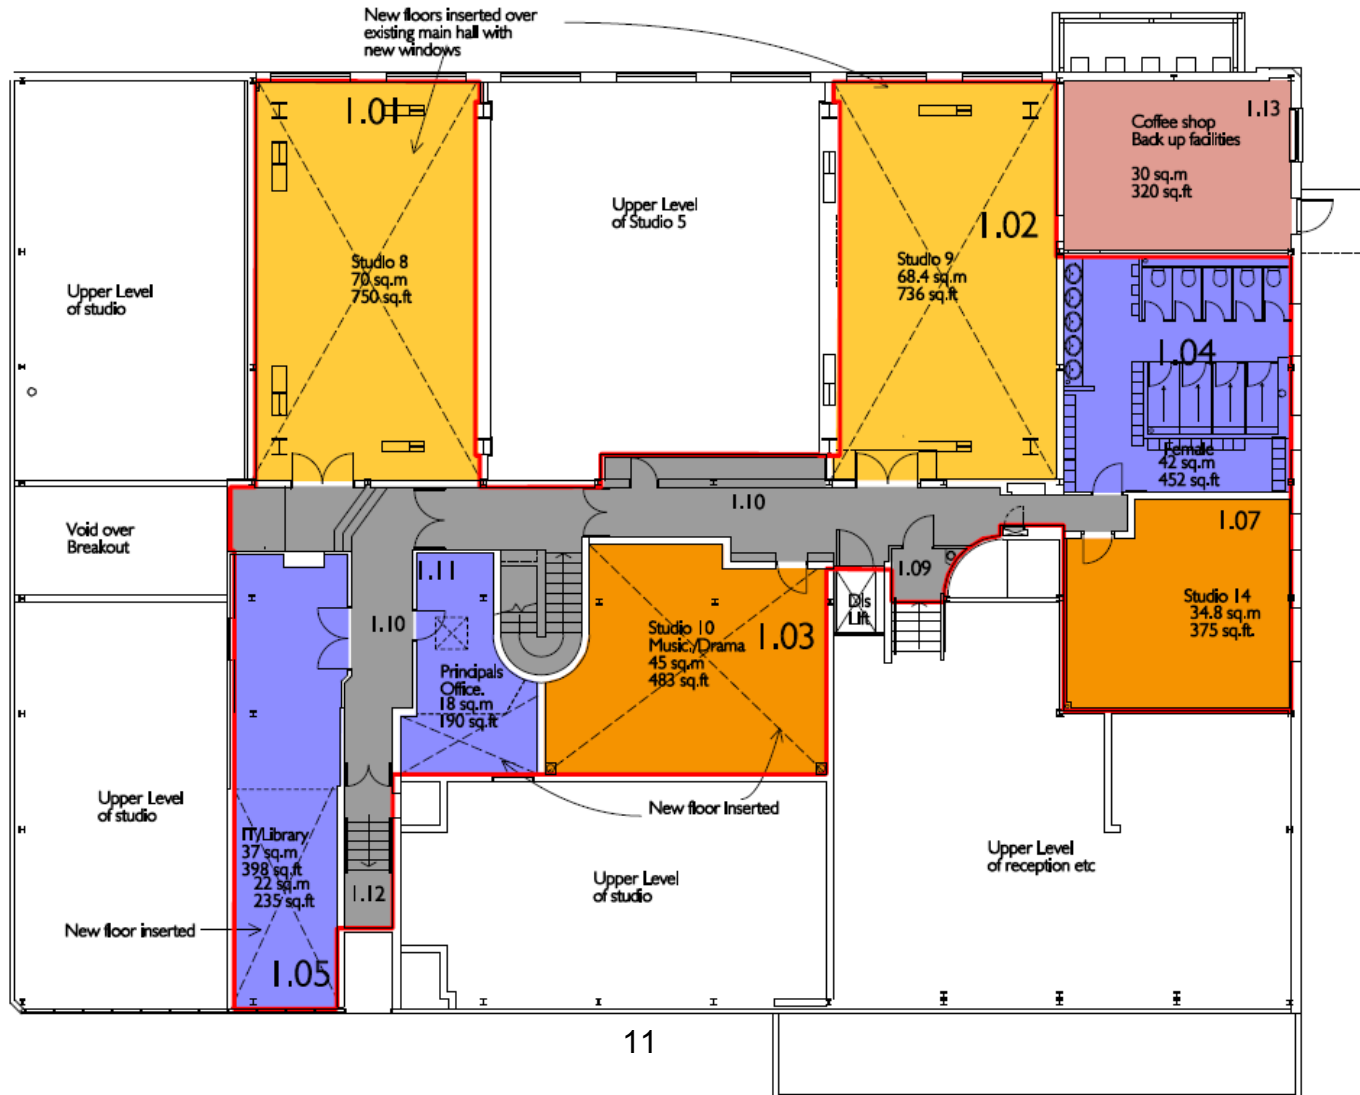 New floors inserted over
existing main hall with
new windows
1.01
1.13
Coffee shop
Back up facilities
30 sq.m
320 sq.ft
Upper Level
of Studio 5
1.02
Studio 8
70 sq.m
750 sq.ft
Studio 9
68.4 sq.m
736 sq.ft
Upper Level
of studio
1.04
Female
42 sq.m
452 sq.ft
Void over
Breakout
1.10
1.07
1.11
1.09
Dis
Lift
Studio 14
34.8 sq.m
375 sq.ft.
1.10
Studio 10
Music,/Drama
45 sq.m
483 sq.ft
1.03
Principals
Office.
18 sq.m
190 sq.ft
New floor Inserted
Upper Level
of studio
IT/Library
37 sq.m
398 sq.ft
22 sq.m
235 sq.ft
1.12
Upper Level
of studio
Upper Level
of reception etc
New floor inserted
1.05
11